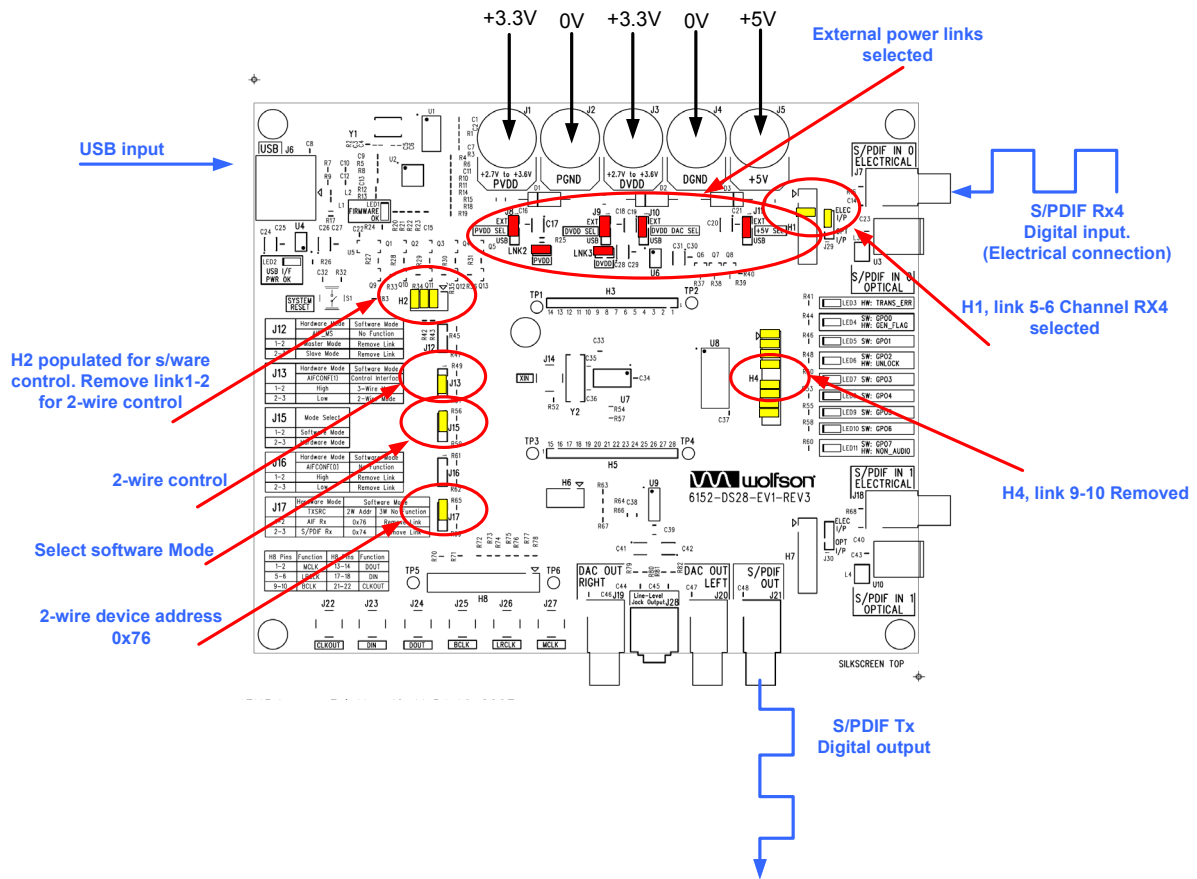 +3.3V 0V +3.3V 0V +5V
External power links
selected
USB input
S/PDIF Rx4
Digital input.
(Electrical connection)
H1, link 5-6 Channel RX4
selected
H2 populated for s/ware
control. Remove link1-2
for 2-wire control
2-wire control
Select software Mode
2-wire device address
0x76
H4, link 9-10 Removed
S/PDIF Tx
Digital output
J1 J2 J3 J4 J5
+2.7V to +3.6V
PVDD
PGND
+2.7V to +3.6V
DVDD
DGND
+5V
USB J6
FIRMWARE
OK
LED1
U1
U2
Y1
U4
U5
LED2
USB I/F
PWR OK
SYSTEM
RESET
S1
J8 EXT
PVDD SEL
USB
LNK2
PVDD
J9 EXT
DVDD SEL
USB
LNK3
DVDD
J10 EXT
DVDD DAC SEL
USB
U6
EXT
+5V SEL
USB
H1
ELEC
I/P
J29
S/PDIF IN 0
ELECTRICAL
J7
U3
S/PDIF IN 0
OPTICAL
H2
TP1 H3 TP2
14 13 12 11 10 9 8 7 6 5 4 3 2 1
J12 Hardware Mode Software Mode
AIF_MS No Function
1-2 Master Mode Remove Link
2-3 Slave Mode Remove Link
J13 Hardware Mode Software Mode
AIFCONF[1] Control Interface
1-2 High 3-Wire
2-3 Low 2-Wire Mode
J15 Mode Select
1-2 Software Mode
2-3 Hardware Mode
J16 Hardware Mode Software Mode
AIFCONF[0] No Function
1-2 High Remove Link
2-3 Low Remove Link
J17 Hardware Mode Software Mode
TXSRC 2W Addr 3W No Function
1-2 AIF Rx 0x76 Remove Link
2-3 S/PDIF Rx 0x74 Remove Link
H8 Pins Function H8 Pins Function
1-2 MCLK 13-14 DOUT
5-6 LRCLK 17-18 DIN
9-10 BCLK 21-22 CLKOUT
J12
J13
J15
J16
J17
XIN
J14
Y2
U7
U8
H4
LED3 HW: TRANS_ERR
LED4 SW: GPO0
HW: GEN_FLAG
LED5 SW: GPO1
LED6 SW: GPO2
HW: UNLOCK
LED7 SW: GPO3
SW: GPO4
LED9 SW: GPO5
LED10 SW: GPO6
LED11 SW: GPO7
HW: NON_AUDIO
TP3 TP4
15 16 17 18 19 20 21 22 23 24 25 26 27 28
H5
wolfson
6152-DS28-EV1-REV3
H6
U9
H7
S/PDIF IN 1
ELECTRICAL
J18
R68
ELEC
I/P
OPT
I/P
J30
L4
U10
S/PDIF IN 1
OPTICAL
TP5 H8 TP6
DAC OUT
RIGHT
J19
Line-Level
Jack Output
J28
DAC OUT
LEFT
J20
S/PDIF
OUT
J21
J22 J23 J24 J25 J26 J27
CLKOUT DIN DOUT BCLK LRCLK MCLK
SILKSCREEN TOP